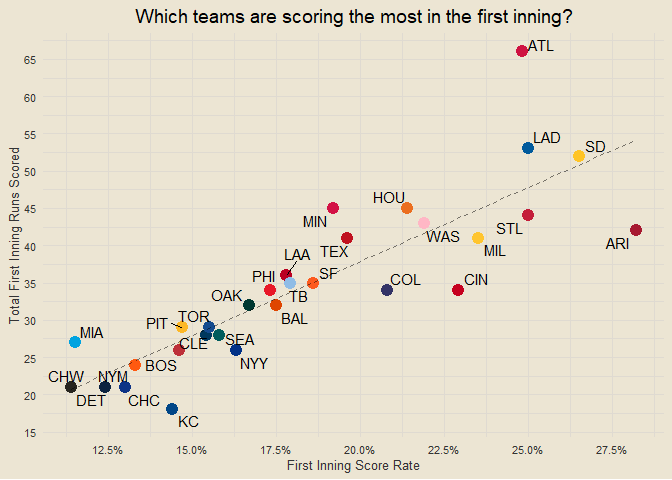 Which teams are scoring the most in the first inning?
ATL
65
60
LAD
55
SD
50
HOU
45
MIN
WAS
STL
ARI
TEX
MIL
40
LAA
PHI
SF
COL
CIN
35
OAK
TB
TOR
BAL
PIT
30
MIA
CLE
SEA
NYY
BOS
25
CHW
NYM
DET
CHC
20
KC
15
12.5%
15.0%
17.5%
20.0%
22.5%
25.0%
27.5%
First Inning Score Rate
Total First Inning Runs Scored